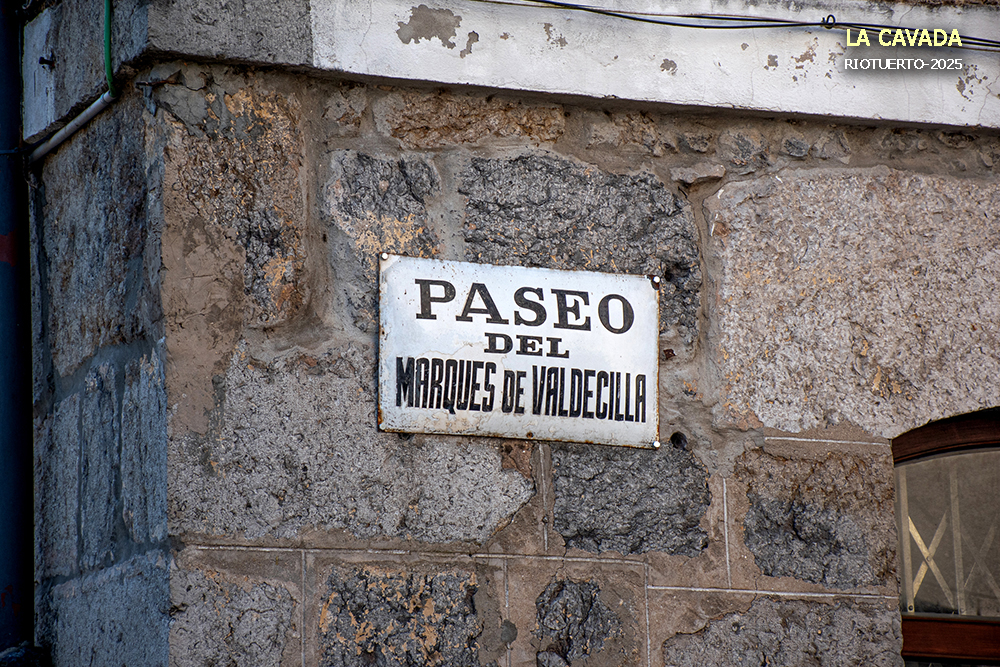 LA CAVADA
RIOTUERTO-2025
PASEO
DEL
MARQUES DE VALDECILLA